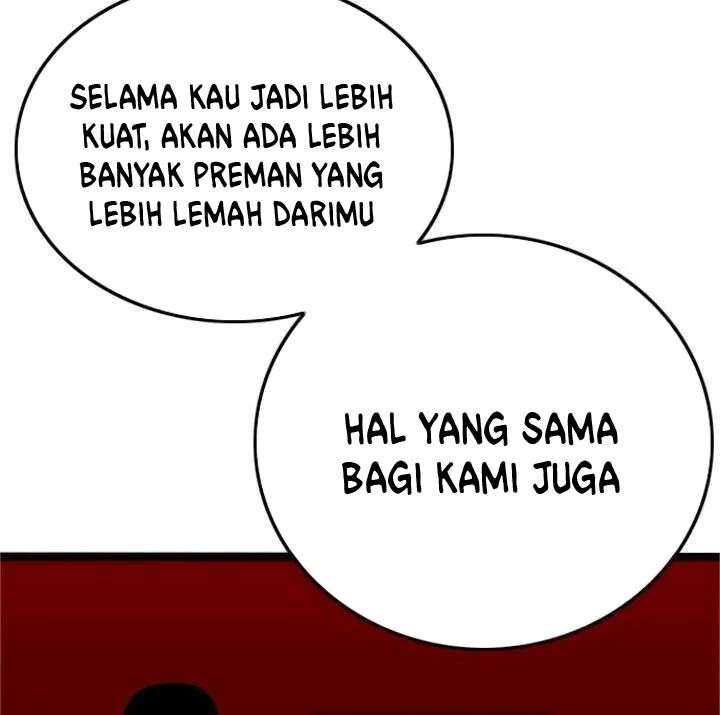 SELAMA KAU JADI LEBIH
KUAT, AKAN ADA LEBIH
BANYAK PREMAN YANG
LEBIH LEMAH DARIMU
HAL YANG SAMA
BAGI KAMI JUGA